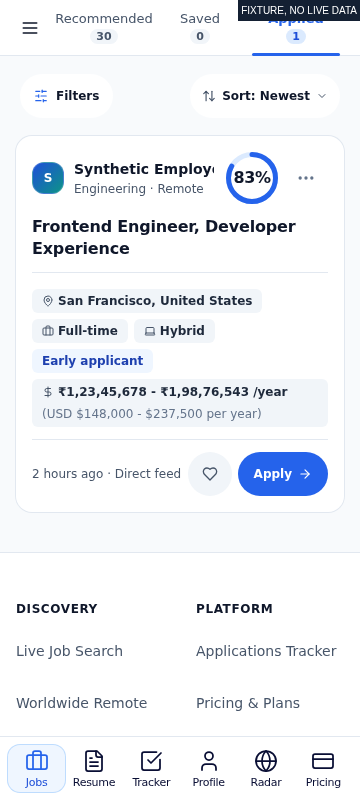 FIXTURE, NO LIVE DATA
Recommended Saved Applied
30 0 1
Filters
Sort: Newest
S
Synthetic Employe
Engineering · Remote
83%
Frontend Engineer, Developer
Experience
San Francisco, United States
Full-time
Hybrid
Early applicant
₹1,23,45,678 - ₹1,98,76,543 /year
(USD $148,000 - $237,500 per year)
2 hours ago · Direct feed
Apply
DISCOVERY PLATFORM
Live Job Search Applications Tracker
Worldwide Remote Pricing & Plans
Jobs Resume Tracker Profile Radar Pricing